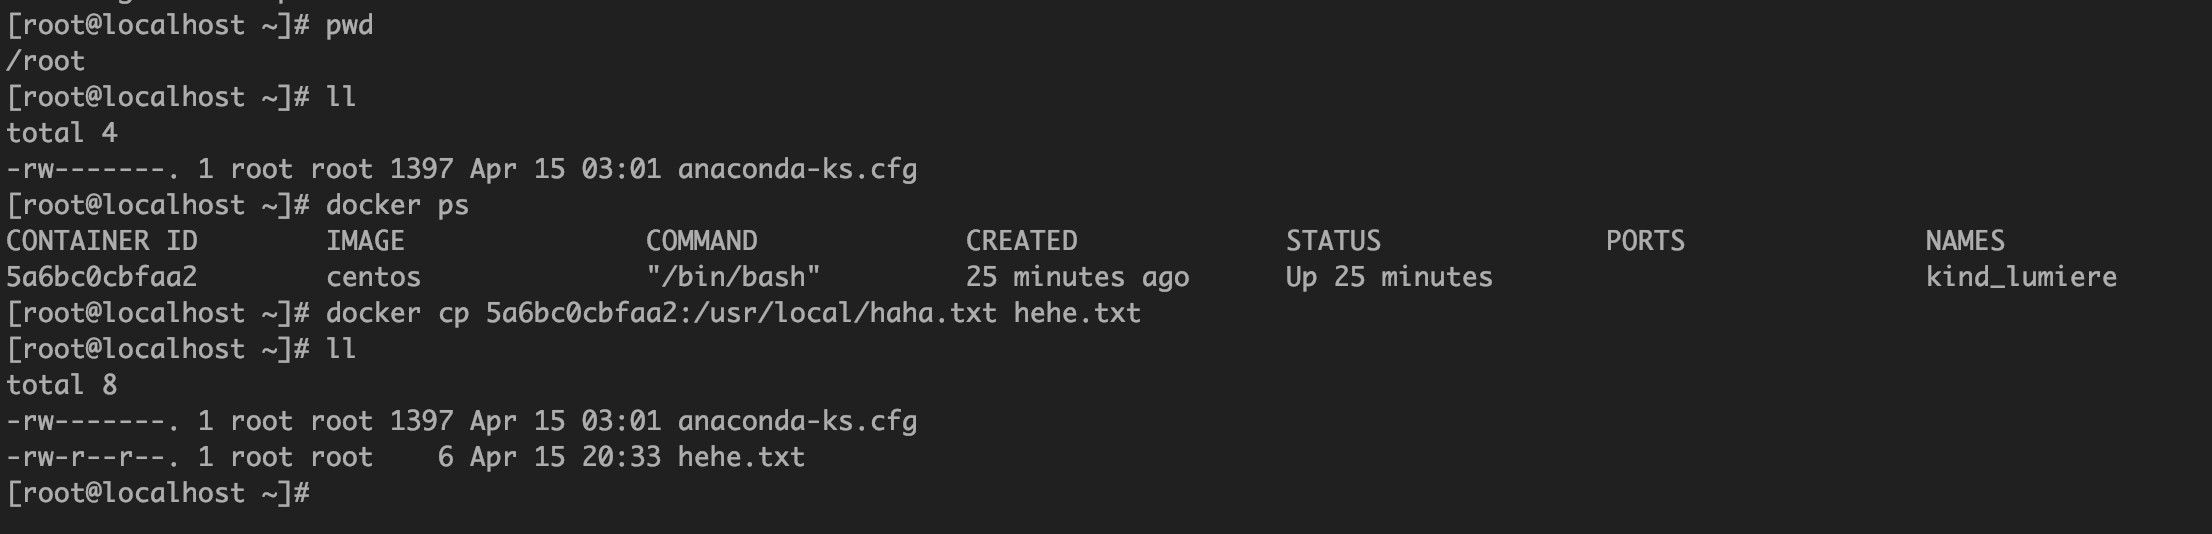 [root@localhost ~]# pwd
/root
[root@localhost ~]# ll
total 4
-rw-------. 1 root root 1397 Apr 15 03:01 anaconda-ks.cfg
[root@localhost ~]# docker ps
CONTAINER ID        IMAGE               COMMAND             CREATED             STATUS              PORTS               NAMES
5a6bc0cbfaa2        centos              "/bin/bash"         25 minutes ago      Up 25 minutes                           kind_lumiere
[root@localhost ~]# docker cp 5a6bc0cbfaa2:/usr/local/haha.txt hehe.txt
[root@localhost ~]# ll
total 8
-rw-------. 1 root root 1397 Apr 15 03:01 anaconda-ks.cfg
-rw-r--r--. 1 root root    6 Apr 15 20:33 hehe.txt
[root@localhost ~]#